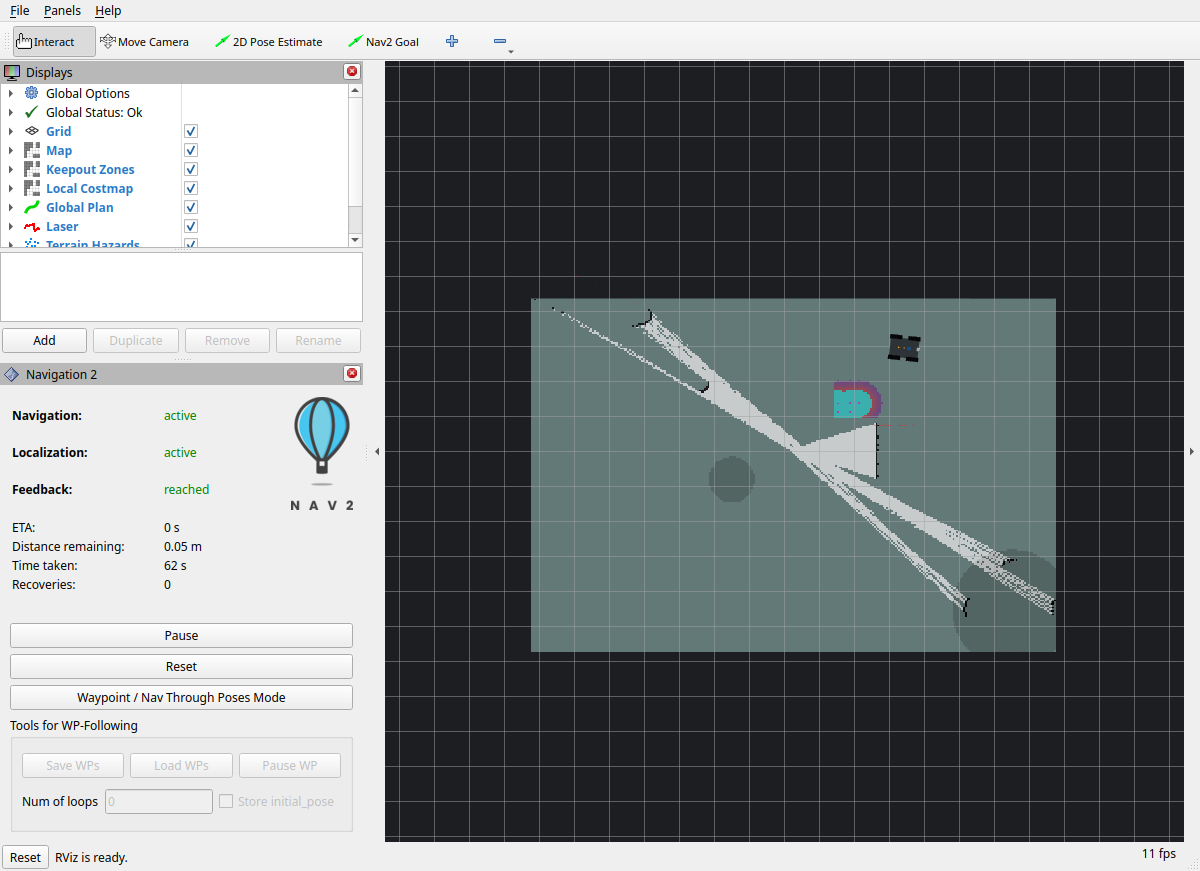 File Panels Help
Interact Move Camera 2D Pose Estimate Nav2 Goal
Displays
Global Options
Global Status: Ok
Grid
Map
Keepout Zones
Local Costmap
Global Plan
Laser
Terrain Hazards
Add Duplicate Remove Rename
Navigation 2
Navigation: active
Localization: active
Feedback: reached
NAV2
ETA: 0 s
Distance remaining: 0.05 m
Time taken: 62 s
Recoveries: 0
Pause
Reset
Waypoint / Nav Through Poses Mode
Tools for WP-Following
Save WPs Load WPs Pause WP
Num of loops 0 Store initial_pose
Reset RViz is ready. 11 fps